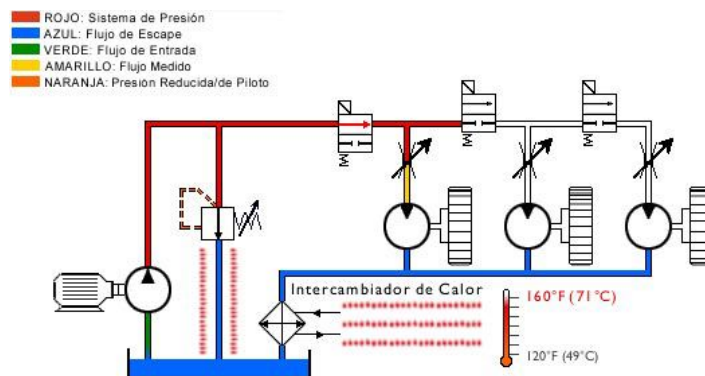 ROJO: Sistema de Presión
AZUL: Flujo de Escape
VERDE: Flujo de Entrada
AMARILLO: Flujo Medido
NARANJA: Presión Reducida/de Piloto
Intercambiador de Calor
160°F (71°C)
120°F (49°C)